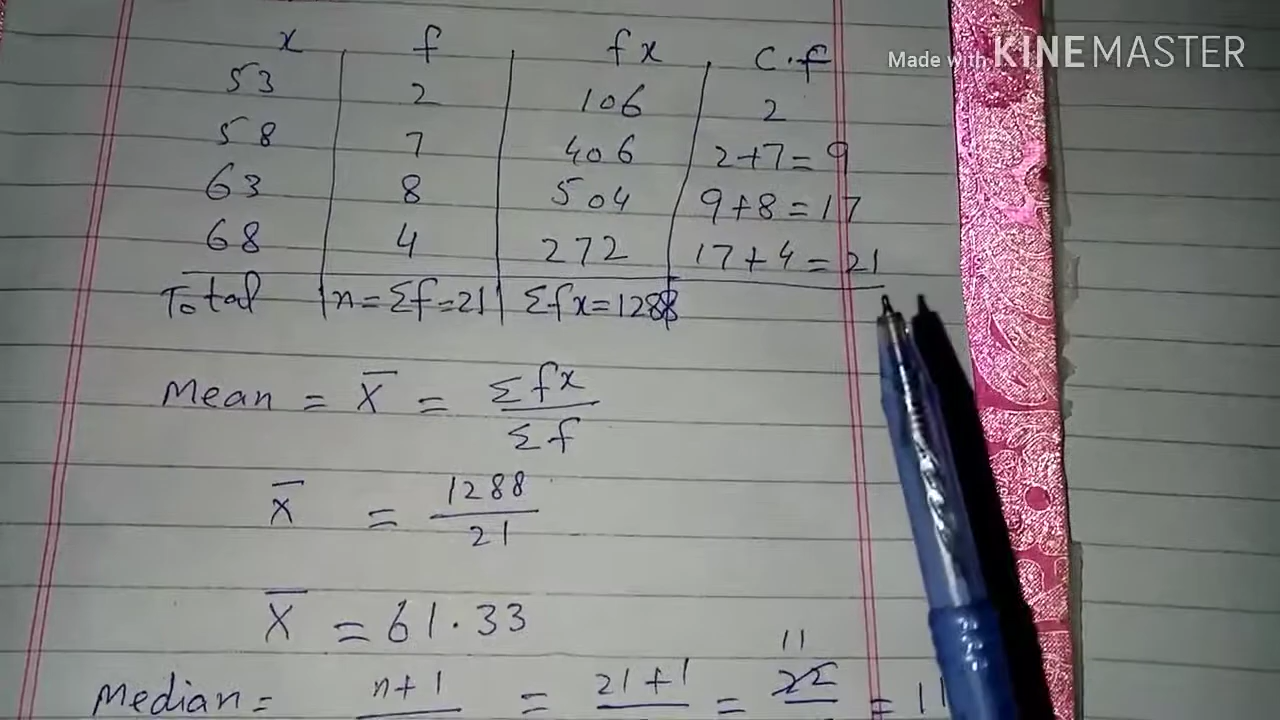 Made with KINEMASTER
x f fx c.f
53 2 106 2
58 7 406 2+7=9
63 8 504 9+8=17
68 4 272 17+4=21
Total n=Σf=21 Σfx=1288
Mean = X̄ = Σfx / Σf
X̄ = 1288 / 21
X̄ = 61.33
11
Median = n+1 = 21+1 = 22 = 11